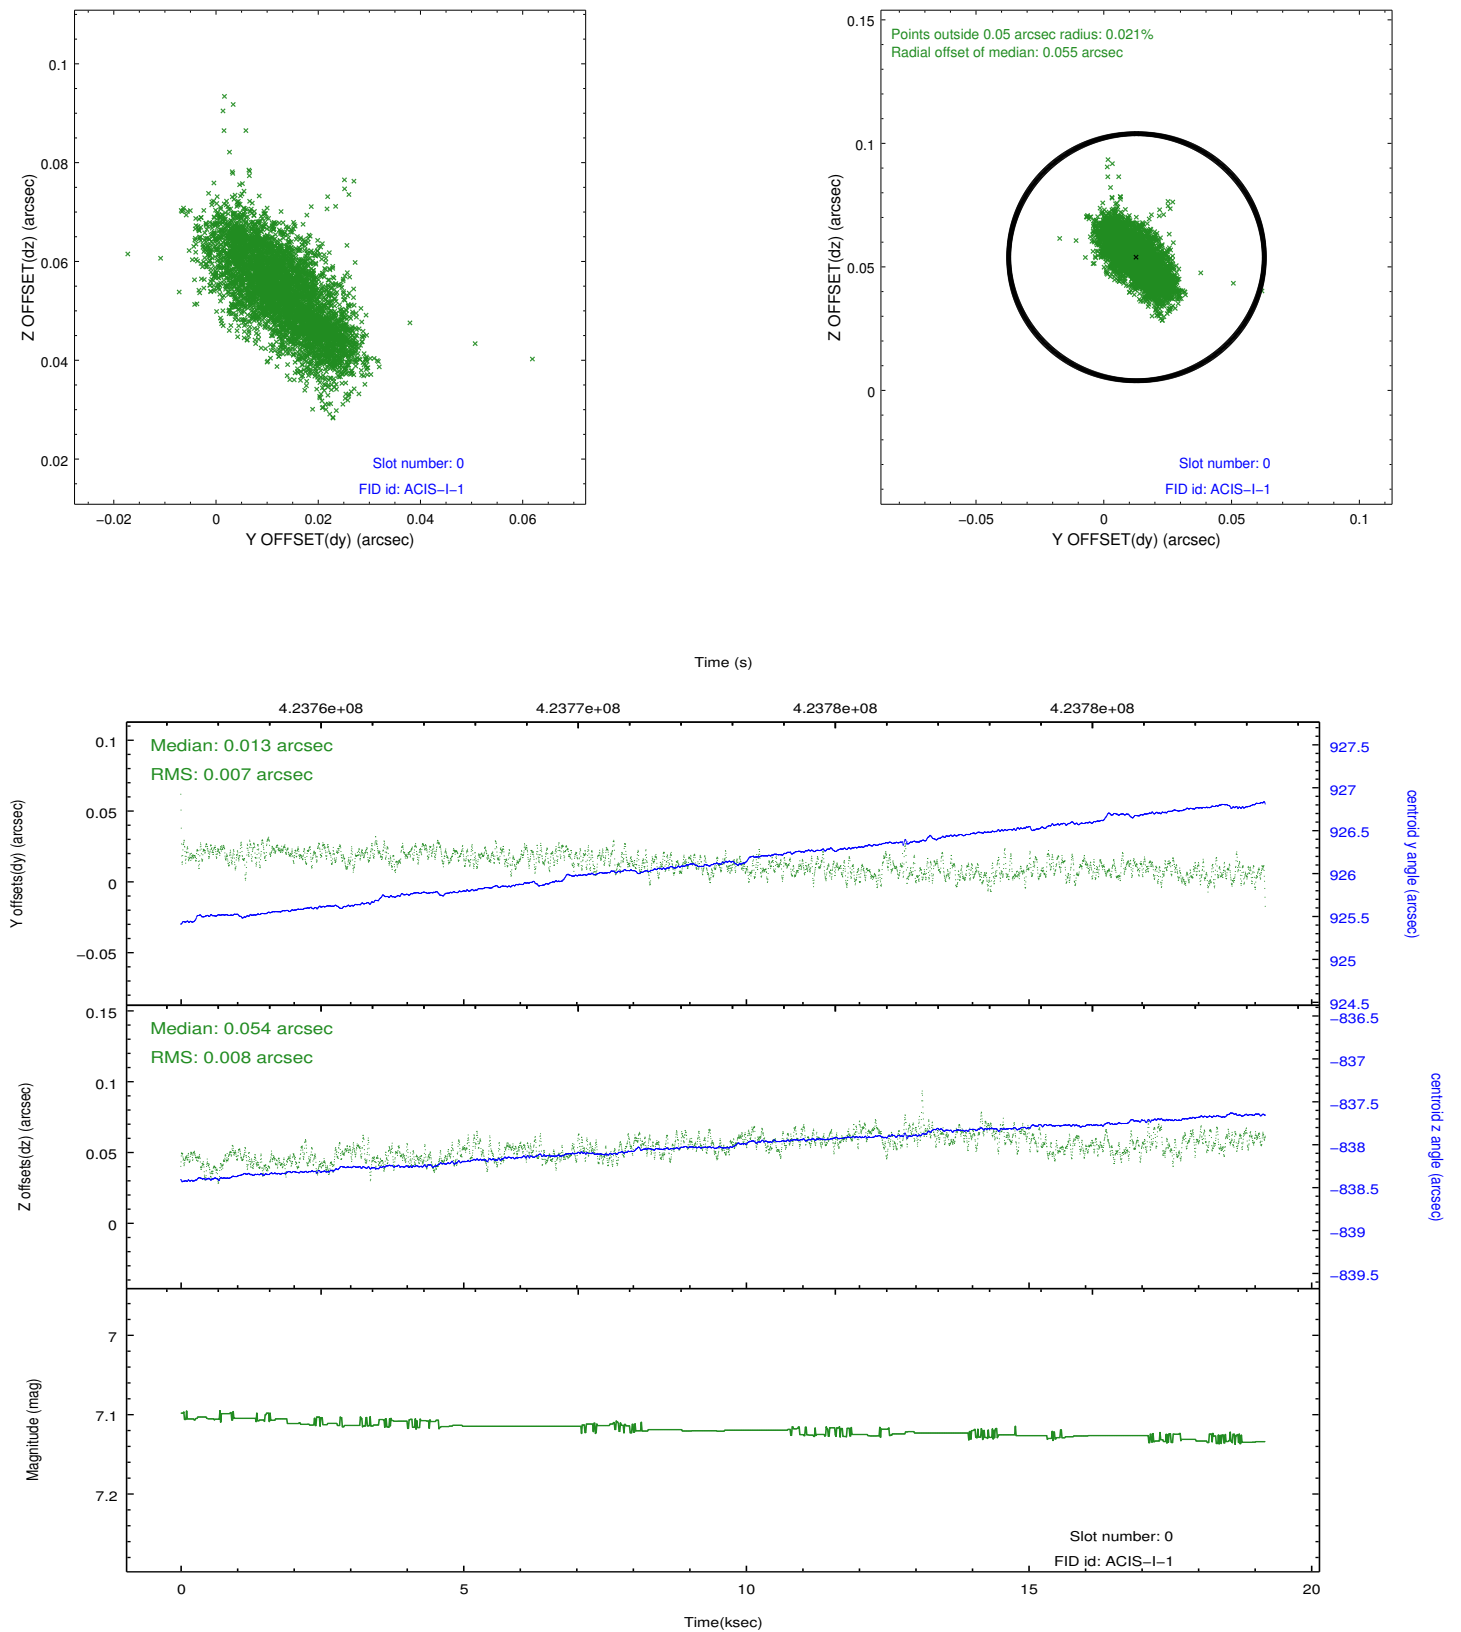 0.1
0.08
0.06
0.04
0.02
Z OFFSET(dz) (arcsec)
Slot number: 0
FID id: ACIS−I−1
−0.02
0
0.02
0.04
0.06
Y OFFSET(dy) (arcsec)
Points outside 0.05 arcsec radius: 0.021%
Radial offset of median: 0.055 arcsec
0.15
0.1
0.05
0
Z OFFSET(dz) (arcsec)
Slot number: 0
FID id: ACIS−I−1
−0.05
0
0.05
0.1
Y OFFSET(dy) (arcsec)
Time (s)
4.2376e+08
4.2377e+08
4.2378e+08
4.2378e+08
Median: 0.013 arcsec
RMS: 0.007 arcsec
0.1
0.05
0
−0.05
Y offsets(dy) (arcsec)
927.5
927
926.5
926
925.5
925
924.5
centroid y angle (arcsec)
Median: 0.054 arcsec
RMS: 0.008 arcsec
0.15
0.1
0.05
0
Z offsets(dz) (arcsec)
−836.5
−837
−837.5
−838
−838.5
−839
−839.5
centroid z angle (arcsec)
7
7.1
7.2
Magnitude (mag)
Slot number: 0
FID id: ACIS−I−1
0
5
10
15
20
Time(ksec)